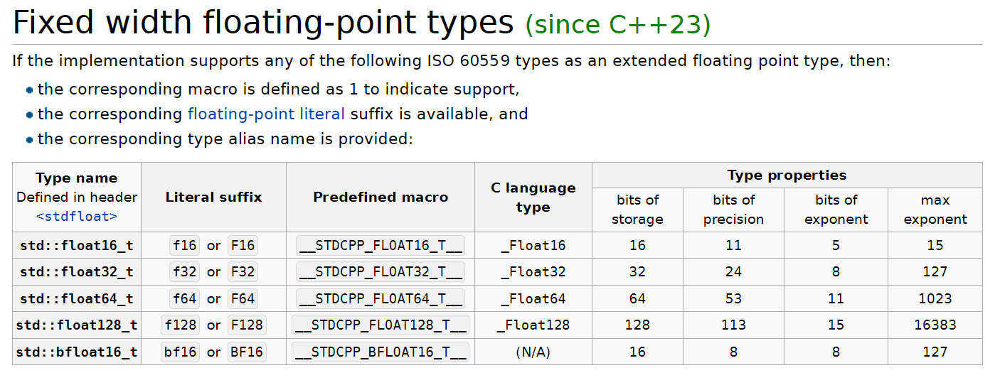 Fixed width floating-point types (since C++23)
If the implementation supports any of the following ISO 60559 types as an extended floating point type, then:
the corresponding macro is defined as 1 to indicate support,
the corresponding floating-point literal suffix is available, and
the corresponding type alias name is provided:
Type name
Defined in header
<stdfloat>
Literal suffix
Predefined macro
C language
type
Type properties
bits of
storage
bits of
precision
bits of
exponent
max
exponent
std::float16_t f16 or F16 __STDCPP_FLOAT16_T__ _Float16 16 11 5 15
std::float32_t f32 or F32 __STDCPP_FLOAT32_T__ _Float32 32 24 8 127
std::float64_t f64 or F64 __STDCPP_FLOAT64_T__ _Float64 64 53 11 1023
std::float128_t f128 or F128 __STDCPP_FLOAT128_T__ _Float128 128 113 15 16383
std::bfloat16_t bf16 or BF16 __STDCPP_BFLOAT16_T__ (N/A) 16 8 8 127